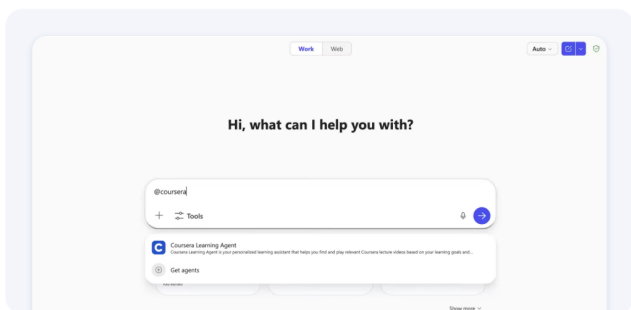 Work Web
Auto
Hi, what can I help you with?
@coursera
Tools
Coursera Learning Agent
Coursera Learning Agent is your personalized learning assistant that helps you find and play relevant Coursera lecture videos based on your learning goals and...
Get agents
Show more